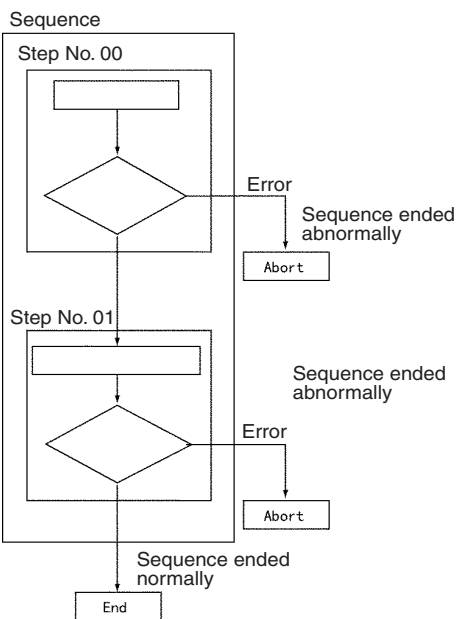 Sequence
Step No. 00
Error
Sequence ended
abnormally
Abort
Step No. 01
Sequence ended
abnormally
Error
Abort
Sequence ended
normally
End